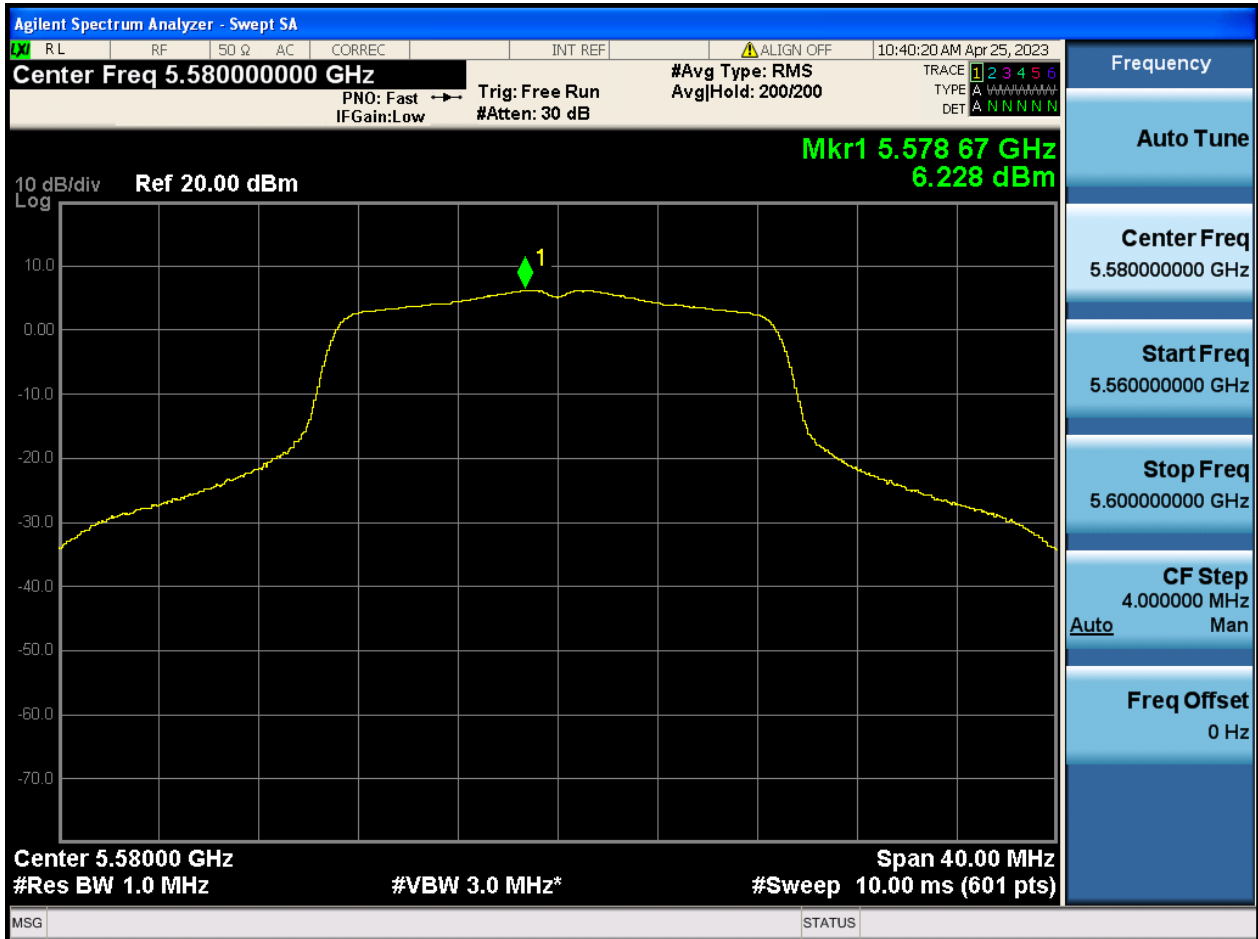 Agilent Spectrum Analyzer - Swept SA
LXI RL RF 50 Ω AC CORREC INT REF ALIGN OFF 10:40:20 AM Apr 25, 2023
Center Freq 5.580000000 GHz
PNO: Fast
IFGain:Low
Trig: Free Run
#Atten: 30 dB
#Avg Type: RMS
Avg|Hold: 200/200
TRACE 1 2 3 4 5 6
TYPE A WWWWW
DET A N N N N N
Mkr1 5.578 67 GHz
6.228 dBm
10 dB/div Ref 20.00 dBm
Log
1
10.0
0.00
-10.0
-20.0
-30.0
-40.0
-50.0
-60.0
-70.0
Center 5.58000 GHz
Span 40.00 MHz
#Res BW 1.0 MHz
#VBW 3.0 MHz*
#Sweep 10.00 ms (601 pts)
MSG
STATUS
Frequency
Auto Tune
Center Freq
5.580000000 GHz
Start Freq
5.560000000 GHz
Stop Freq
5.600000000 GHz
CF Step
4.000000 MHz
Auto Man
Freq Offset
0 Hz